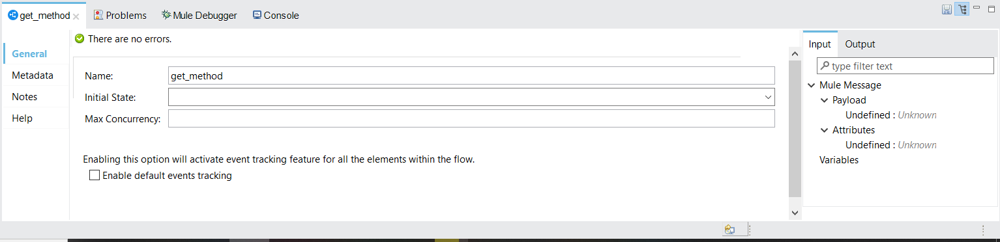 get_method Problems Mule Debugger Console
There are no errors.
General
Metadata
Notes
Help
Name: get_method
Initial State:
Max Concurrency:
Enabling this option will activate event tracking feature for all the elements within the flow.
Enable default events tracking
Input Output
type filter text
Mule Message
Payload
Undefined : Unknown
Attributes
Undefined : Unknown
Variables